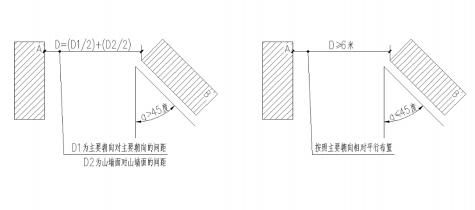 A
D=(D1/2)+(D2/2)
B
α>45度
D1为主要朝向对主要朝向的间距
D2为山墙面对山墙面的间距
A
D≥6米
B
α≤45度
按照主要朝向相对平行布置